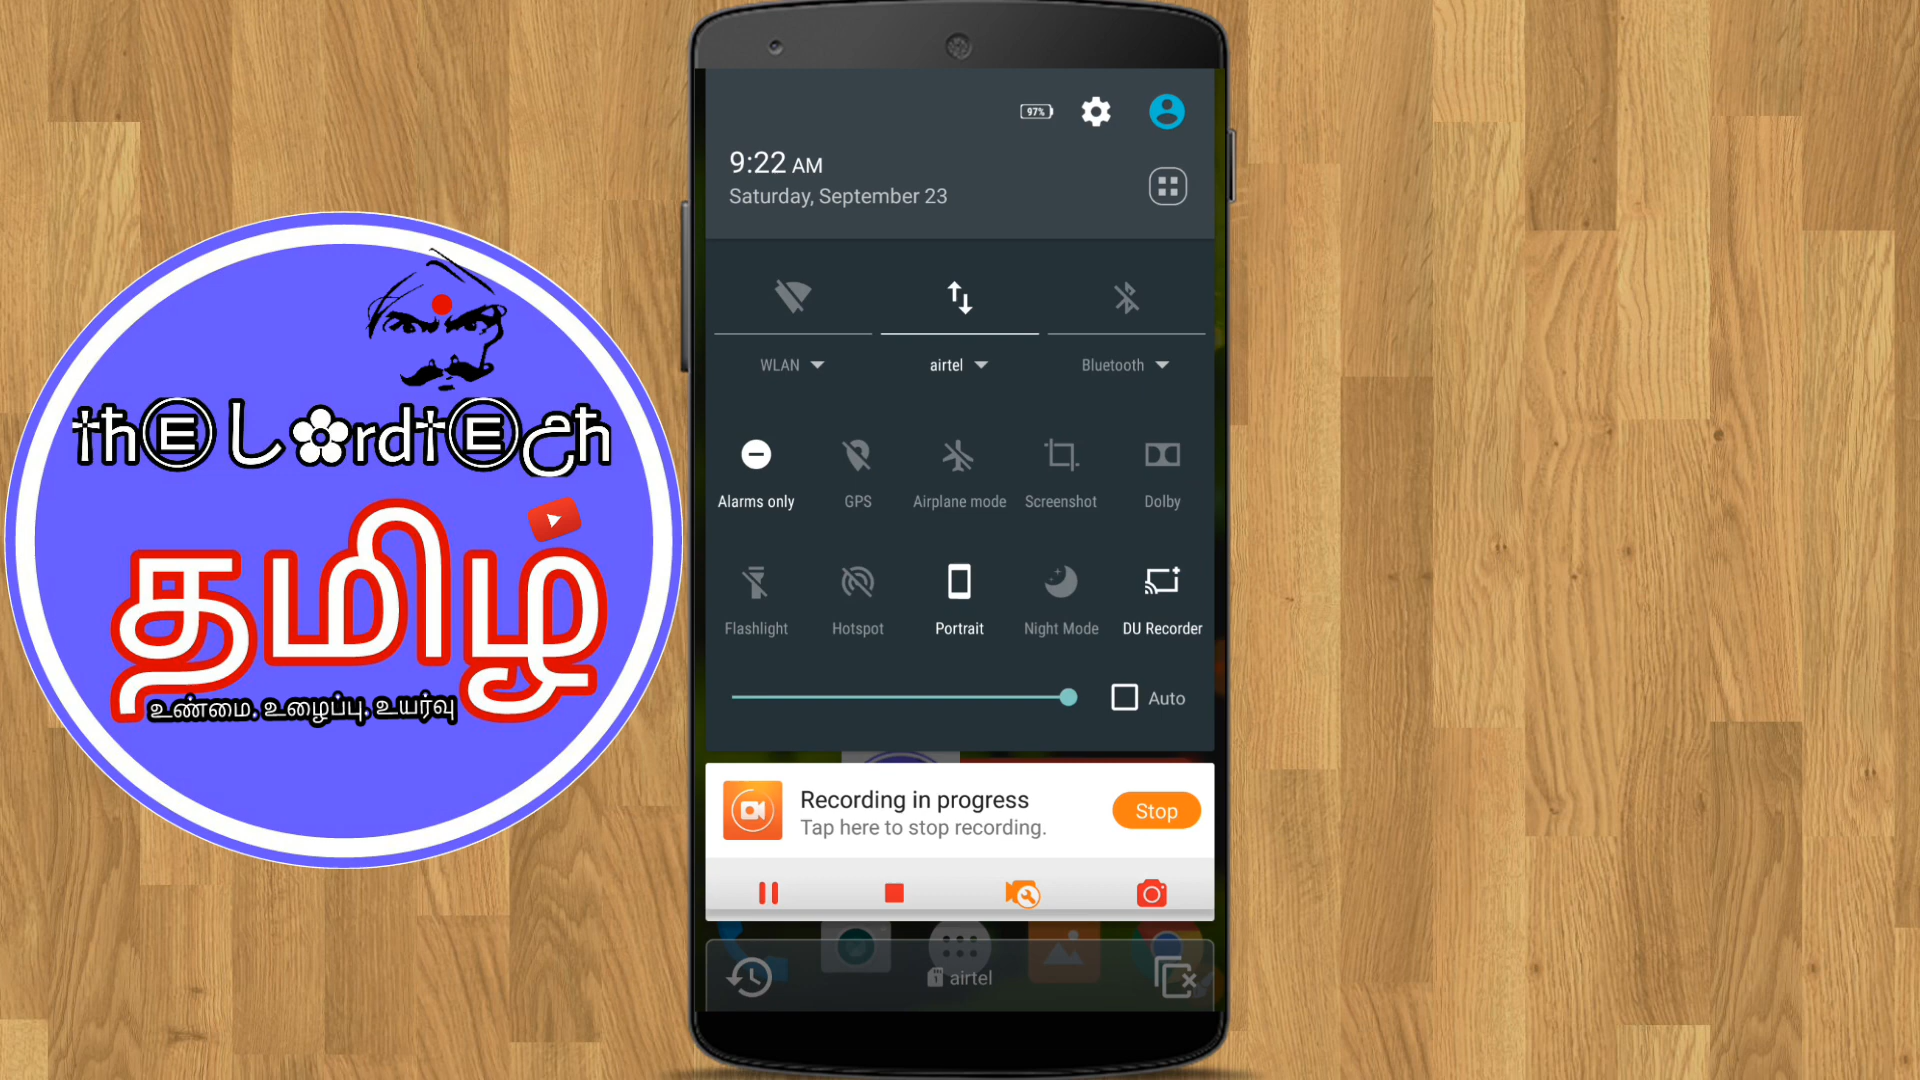 thE Lordtech
தமிழ்
உண்மை, உழைப்பு, உயர்வு
97%
9:22 AM
Saturday, September 23
WLAN airtel Bluetooth
Alarms only GPS Airplane mode Screenshot Dolby
Flashlight Hotspot Portrait Night Mode DU Recorder
Auto
Recording in progress
Tap here to stop recording.
Stop
airtel